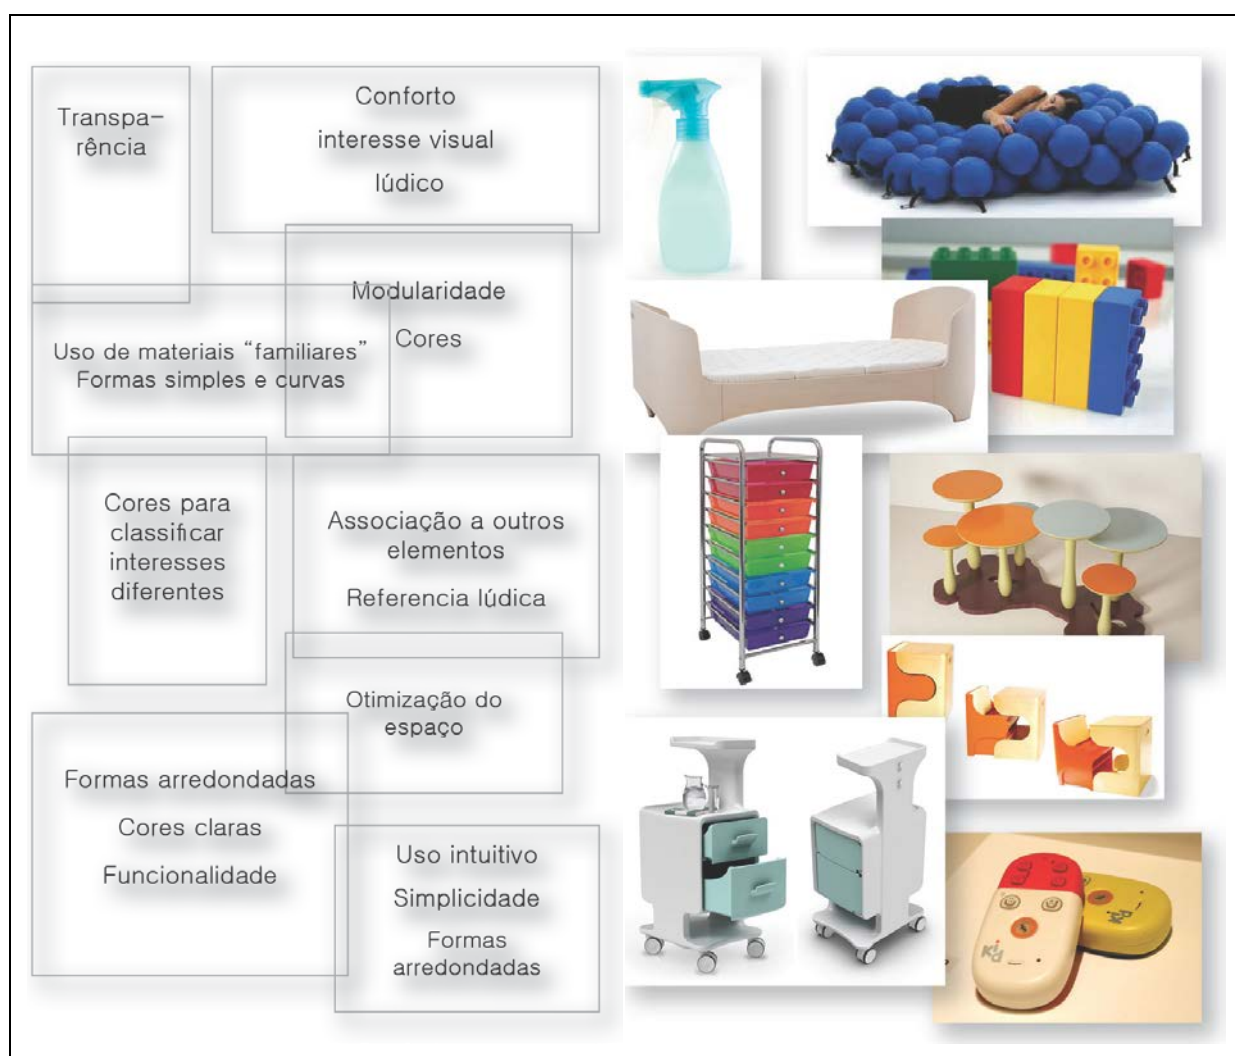 Transpa-
rência
Conforto
interesse visual
lúdico
Modularidade
Cores
Uso de materiais “familiares”
Formas simples e curvas
Cores para
classificar
interesses
diferentes
Associação a outros
elementos
Referencia lúdica
Otimização do
espaço
Formas arredondadas
Cores claras
Funcionalidade
Uso intuitivo
Simplicidade
Formas
arredondadas
Kid
Kid